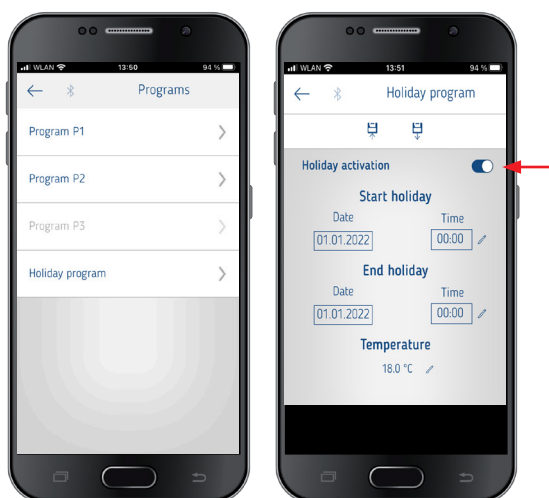 WLAN 13:50 94 %
Programs
Program P1
Program P2
Program P3
Holiday program
WLAN 13:51 94 %
Holiday program
Holiday activation
Start holiday
Date Time
01.01.2022 00:00
End holiday
Date Time
01.01.2022 00:00
Temperature
18.0 °C